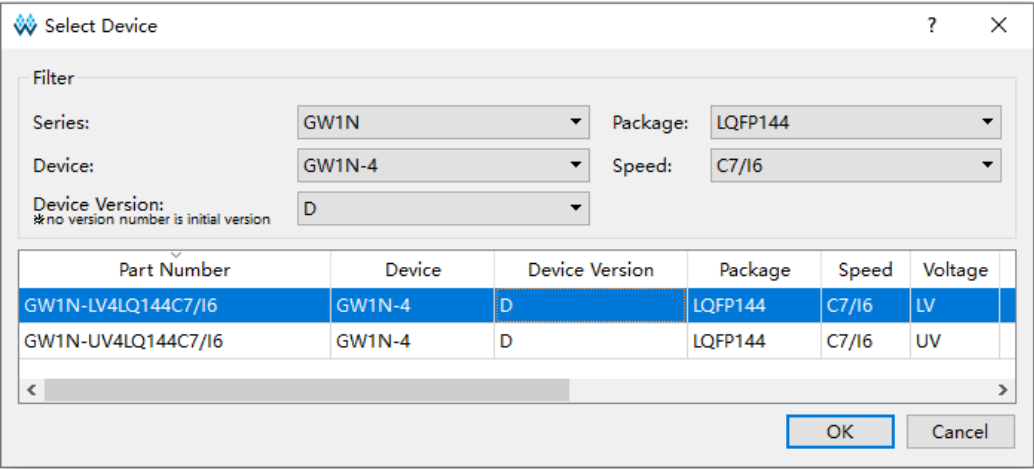 Select Device ?
Filter
Series: GW1N Package: LQFP144
Device: GW1N-4 Speed: C7/I6
Device Version: D
※no version number is initial version
Part Number Device Device Version Package Speed Voltage
GW1N-LV4LQ144C7/I6 GW1N-4 D LQFP144 C7/I6 LV
GW1N-UV4LQ144C7/I6 GW1N-4 D LQFP144 C7/I6 UV
OK Cancel